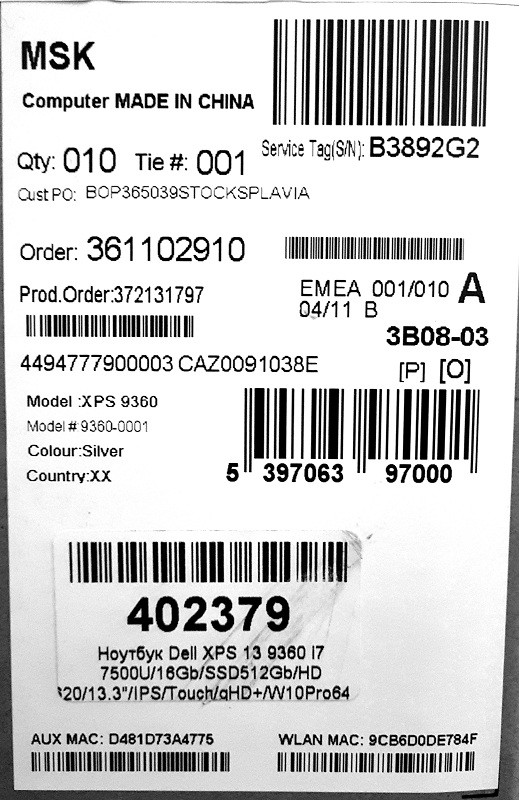 MSK
Computer MADE IN CHINA
Service Tag(S/N): B3892G2
Qty: 010 Tie #: 001
Cust PO: BOP365039STOCKSPLAVIA
Order: 361102910
Prod.Order:372131797
EMEA 001/010 A
04/11 B
3B08-03
4494777900003 CAZ0091038E
[P] [O]
Model :XPS 9360
Model # 9360-0001
Colour:Silver
Country:XX
5 397063 97000
402379
Ноутбук Dell XPS 13 9360 i7
7500U/16Gb/SSD512Gb/HD
620/13.3"/IPS/Touch/qHD+/W10Pro64
AUX MAC: D481D73A4775
WLAN MAC: 9CB6D0DE784F